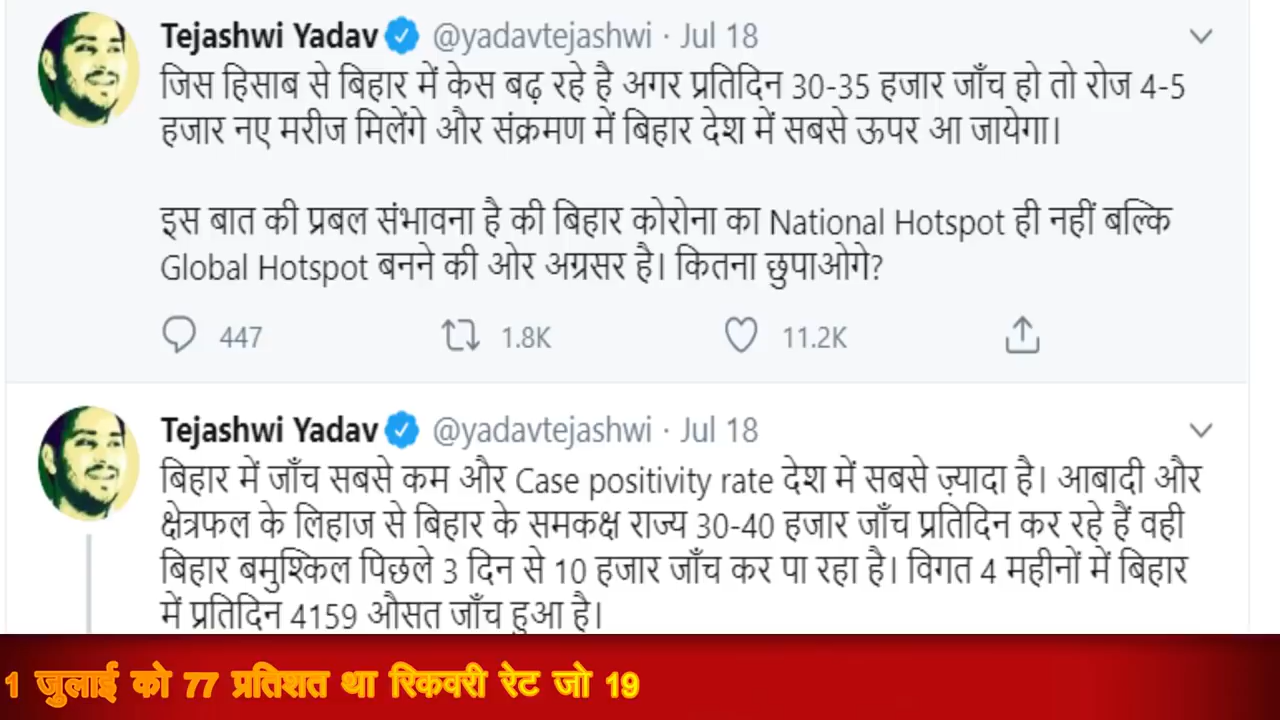 Tejashwi Yadav @yadavtejashwi · Jul 18
जिस हिसाब से बिहार में केस बढ़ रहे है अगर प्रतिदिन 30-35 हजार जाँच हो तो रोज 4-5
हजार नए मरीज मिलेंगे और संक्रमण में बिहार देश में सबसे ऊपर आ जायेगा।
इस बात की प्रबल संभावना है की बिहार कोरोना का National Hotspot ही नहीं बल्कि
Global Hotspot बनने की ओर अग्रसर है। कितना छुपाओगे?
447 1.8K 11.2K
Tejashwi Yadav @yadavtejashwi · Jul 18
बिहार में जाँच सबसे कम और Case positivity rate देश में सबसे ज़्यादा है। आबादी और
क्षेत्रफल के लिहाज से बिहार के समकक्ष राज्य 30-40 हजार जाँच प्रतिदिन कर रहे हैं वही
बिहार बमुश्किल पिछले 3 दिन से 10 हजार जाँच कर पा रहा है। विगत 4 महीनों में बिहार
में प्रतिदिन 4159 औसत जाँच हुआ है।
1 जुलाई को 77 प्रतिशत था रिकवरी रेट जो 19